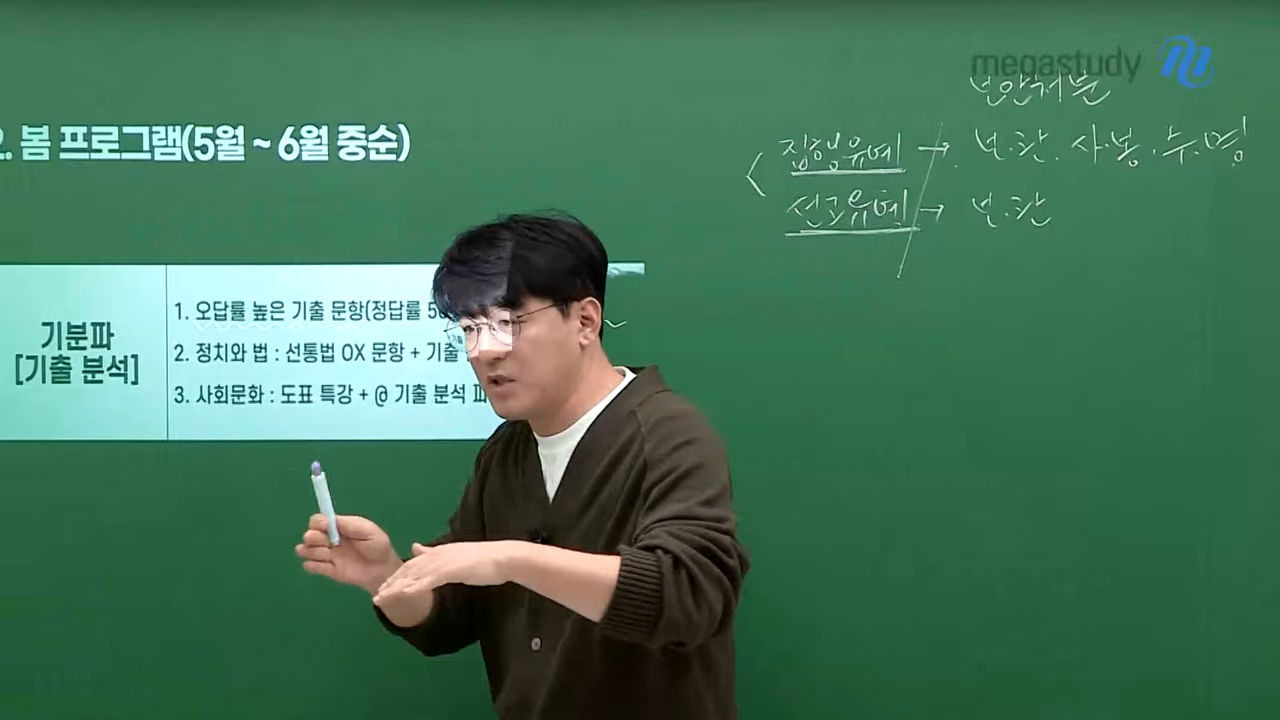 megastudy
2. 봄 프로그램(5월 ~ 6월 중순)
보안처분
집행유예 → 보·관·사·봉·수·명
선고유예 → 보·관
기분파
[기출 분석]
1. 오답률 높은 기출 문항(정답률
2. 정치와 법 : 선통법 OX 문항 + 기출
3. 사회문화 : 도표 특강 + @ 기출 분석